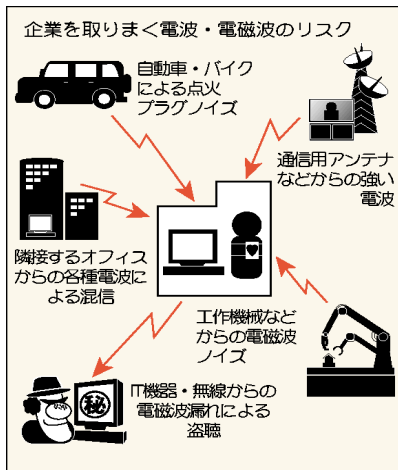 企業を取りまく電波・電磁波のリスク
自動車・バイク
による点火
プラグノイズ
通信用アンテナ
などからの強い
電波
隣接するオフィス
からの各種電波に
よる混信
工作機械など
からの電磁波
ノイズ
IT機器・無線からの
電磁波漏れによる
盗聴
秘